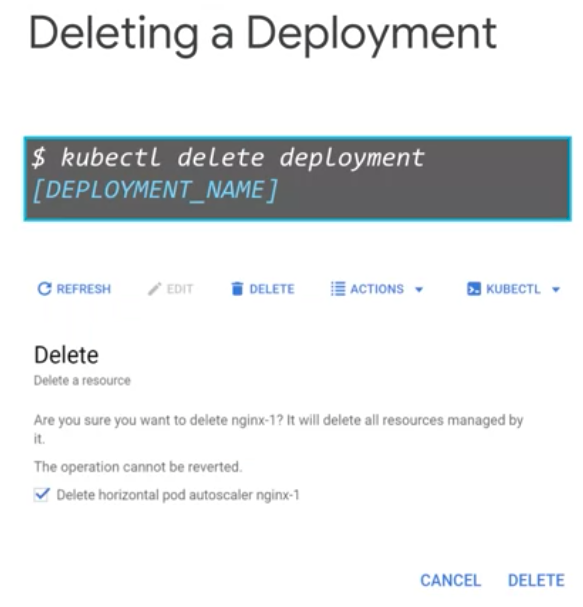 Deleting a Deployment
$ kubectl delete deployment
[DEPLOYMENT_NAME]
REFRESH EDIT DELETE ACTIONS KUBECTL
Delete
Delete a resource
Are you sure you want to delete nginx-1? It will delete all resources managed by
it.
The operation cannot be reverted.
Delete horizontal pod autoscaler nginx-1
CANCEL DELETE